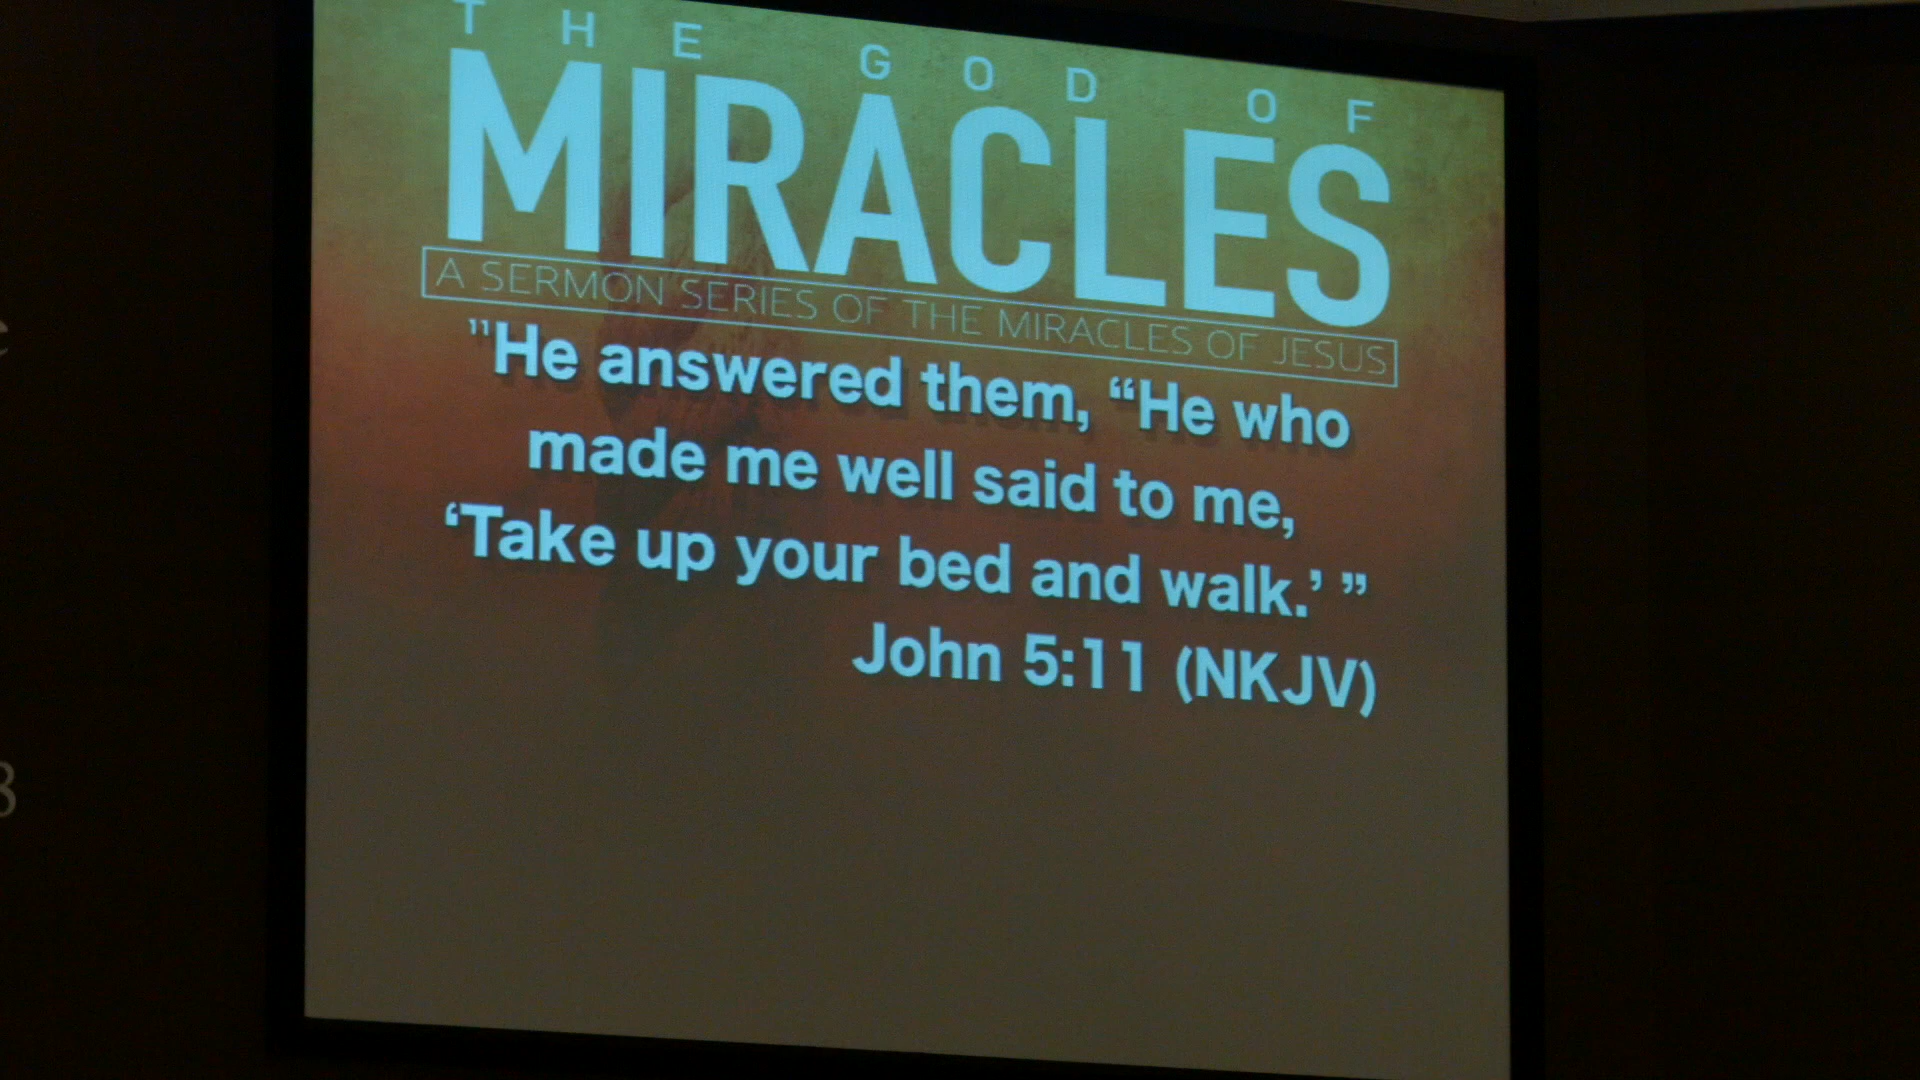 THE GOD OF
MIRACLES
A SERMON SERIES OF THE MIRACLES OF JESUS
"He answered them, “He who
made me well said to me,
‘Take up your bed and walk.’ ”
John 5:11 (NKJV)